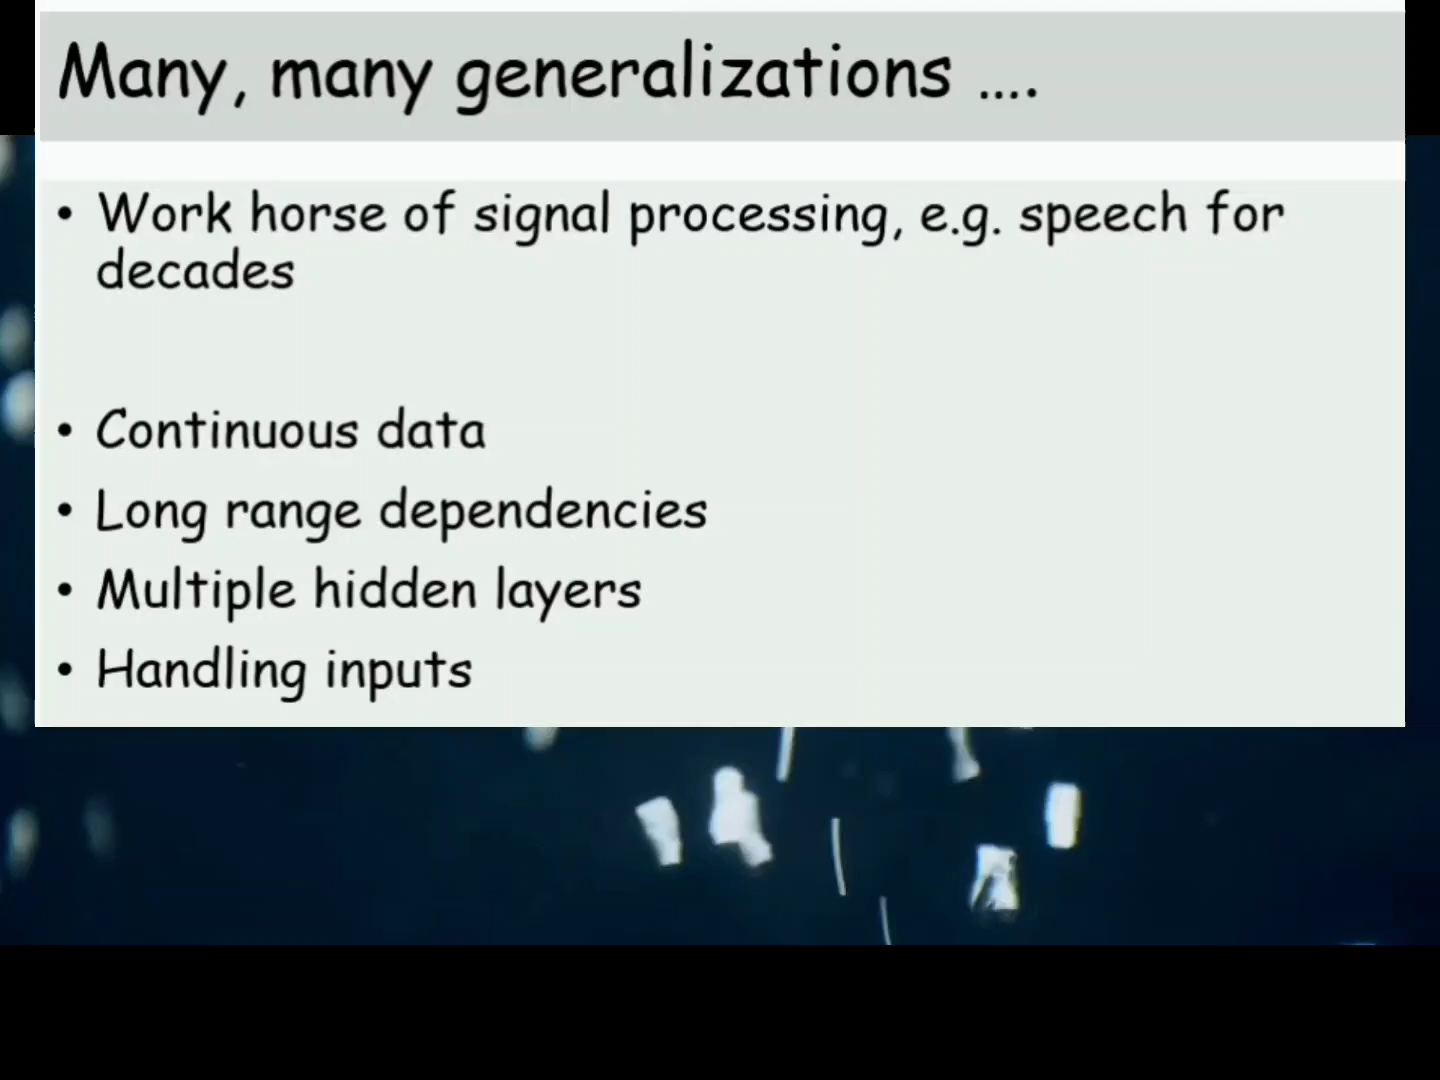 Many, many generalizations ....
• Work horse of signal processing, e.g. speech for
decades
• Continuous data
• Long range dependencies
• Multiple hidden layers
• Handling inputs